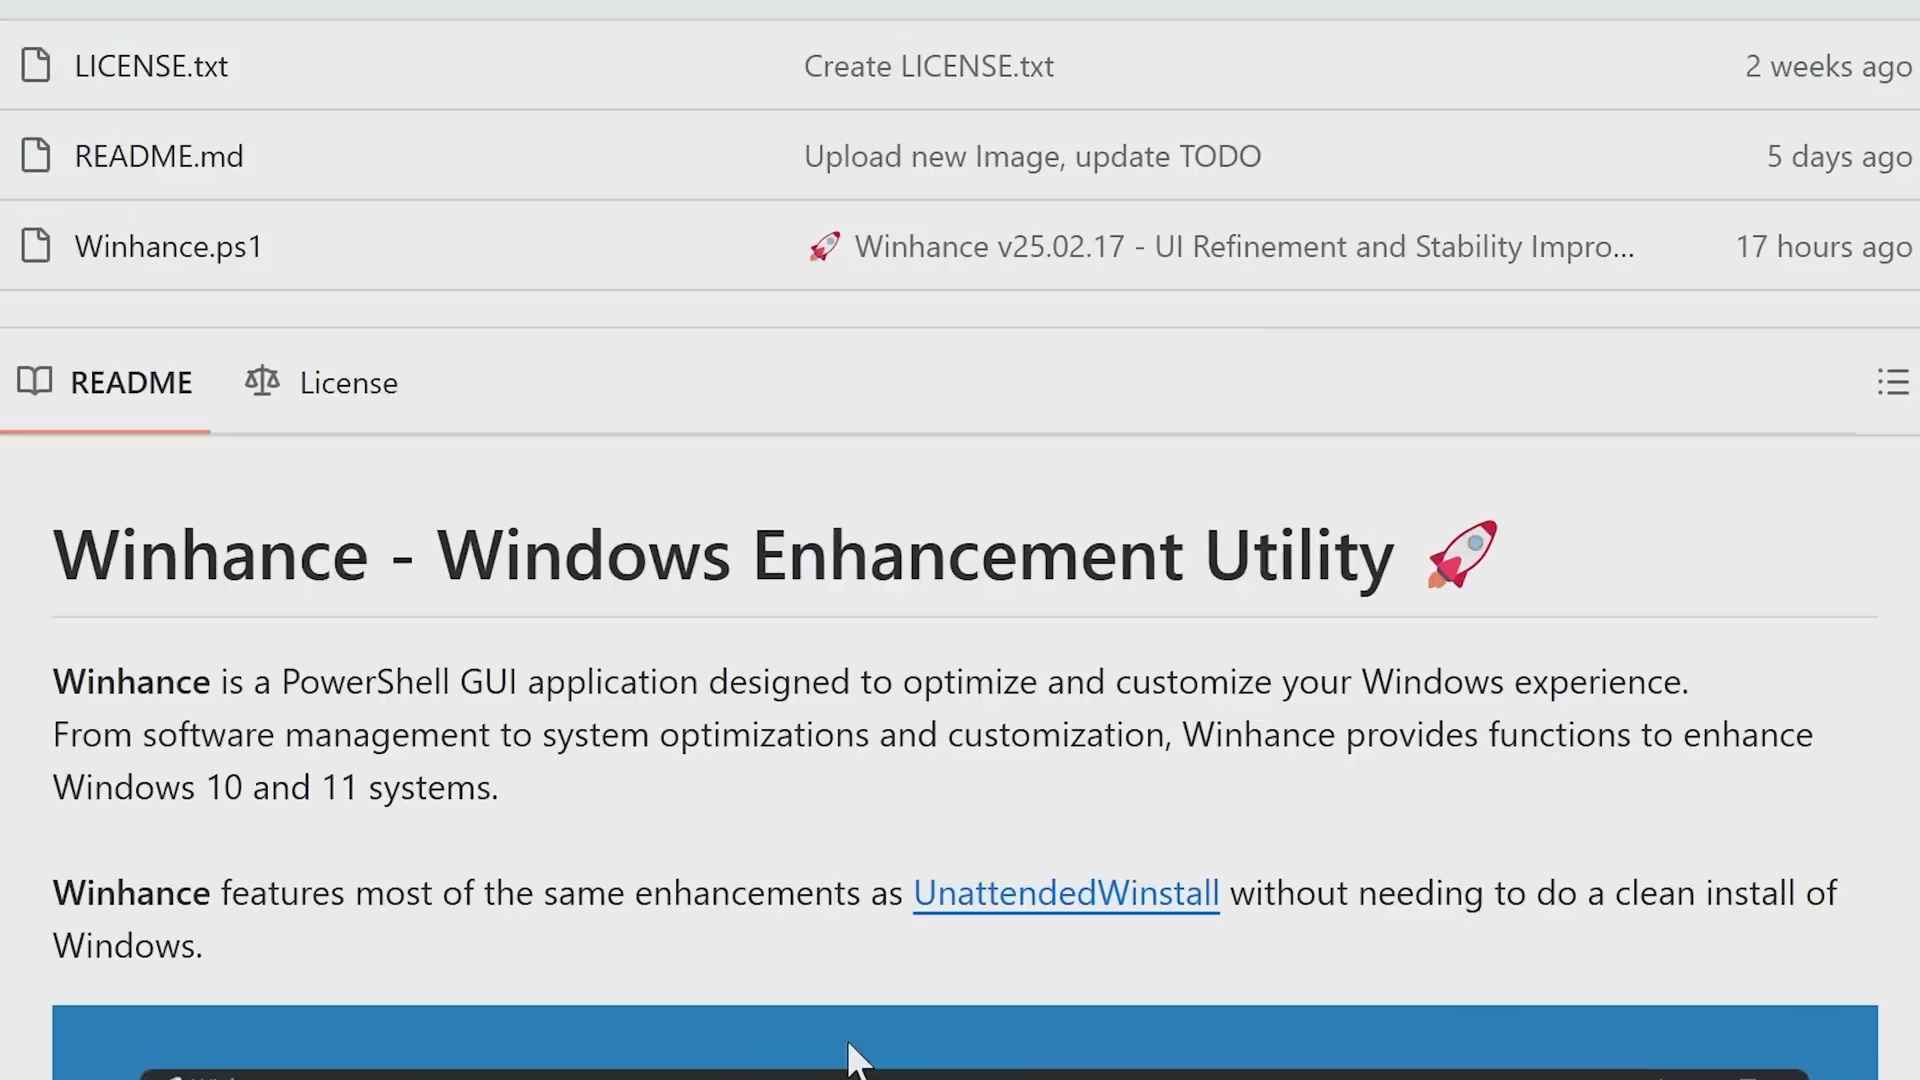 LICENSE.txt Create LICENSE.txt 2 weeks ago
README.md Upload new Image, update TODO 5 days ago
Winhance.ps1 🚀 Winhance v25.02.17 - UI Refinement and Stability Impro... 17 hours ago
README License
Winhance - Windows Enhancement Utility 🚀
Winhance is a PowerShell GUI application designed to optimize and customize your Windows experience.
From software management to system optimizations and customization, Winhance provides functions to enhance
Windows 10 and 11 systems.
Winhance features most of the same enhancements as UnattendedWinstall without needing to do a clean install of
Windows.